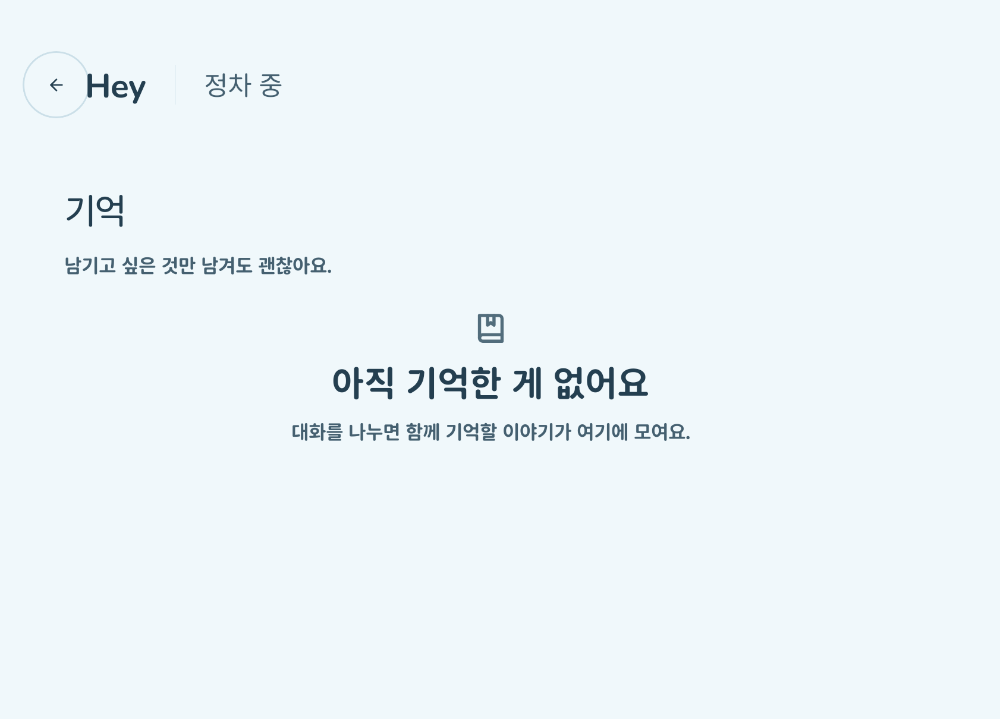 Hey
정차 중
기억
남기고 싶은 것만 남겨도 괜찮아요.
아직 기억한 게 없어요
대화를 나누면 함께 기억할 이야기가 여기에 모여요.